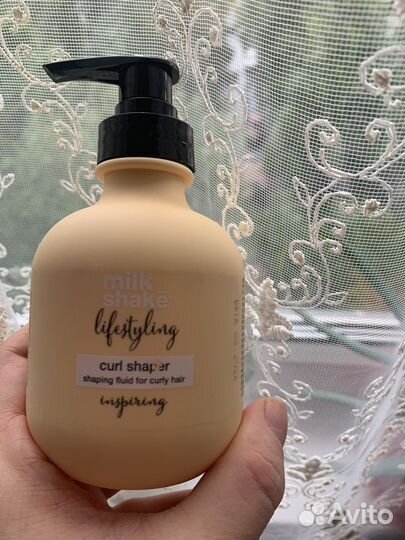 milk
shake
lifestyling
curl shaper
shaping fluid for curly hair
inspiring
Avito